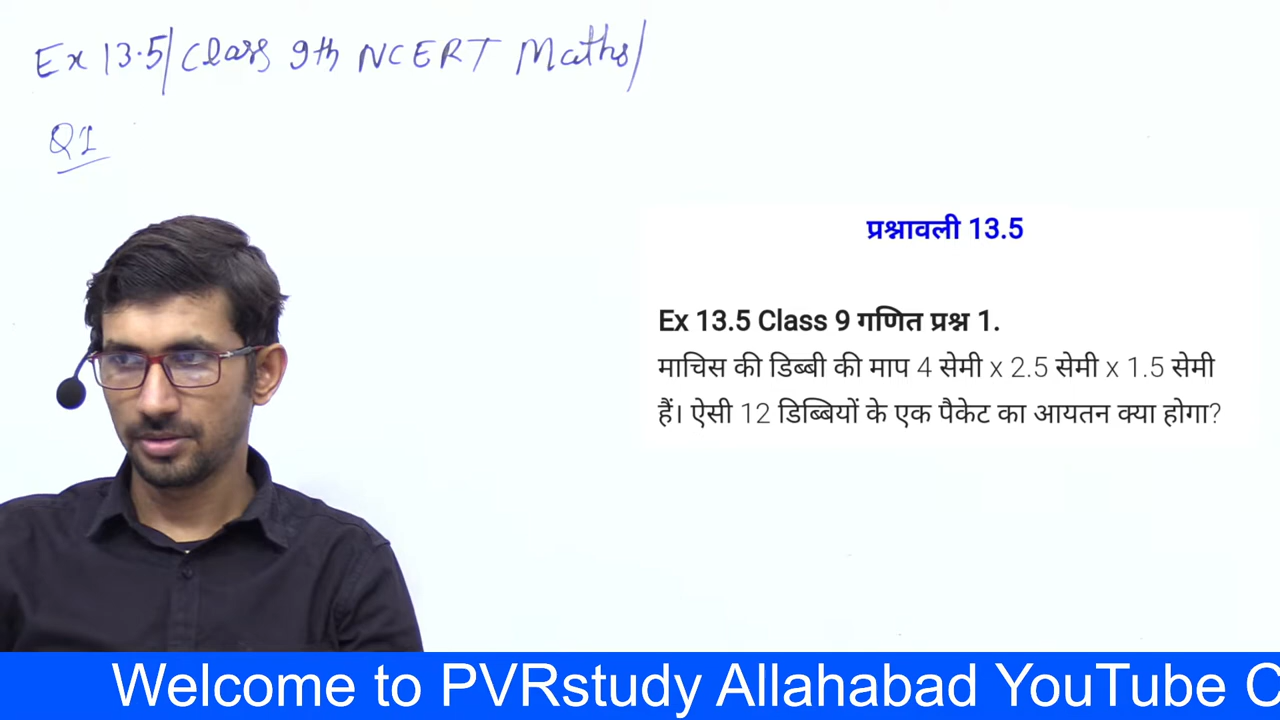 Ex 13.5/Class 9th NCERT Maths/
Q1
प्रश्नावली 13.5
Ex 13.5 Class 9 गणित प्रश्न 1.
माचिस की डिब्बी की माप 4 सेमी x 2.5 सेमी x 1.5 सेमी
हैं। ऐसी 12 डिब्बियों के एक पैकेट का आयतन क्या होगा?
Welcome to PVRstudy Allahabad YouTube C